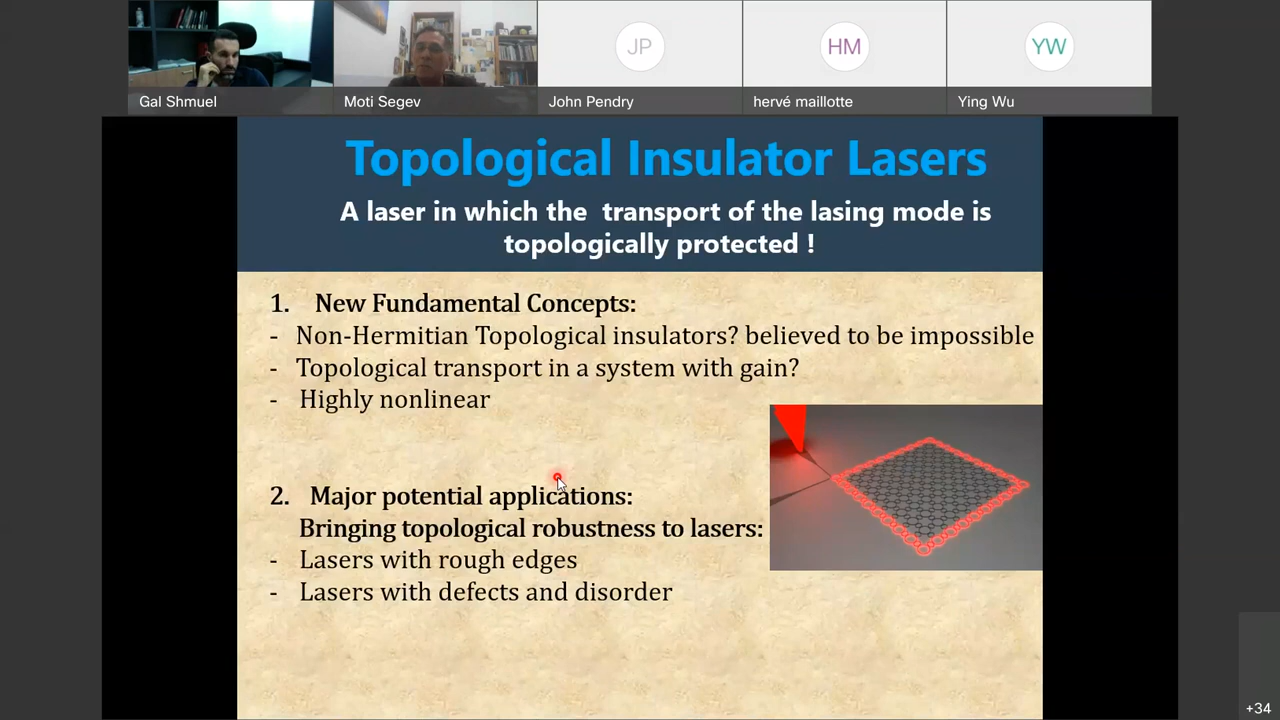 JP
HM
YW
Gal Shmuel
Moti Segev
John Pendry
hervé maillotte
Ying Wu
Topological Insulator Lasers
A laser in which the transport of the lasing mode is
topologically protected !
1. New Fundamental Concepts:
- Non-Hermitian Topological insulators? believed to be impossible
- Topological transport in a system with gain?
- Highly nonlinear
2. Major potential applications:
Bringing topological robustness to lasers:
- Lasers with rough edges
- Lasers with defects and disorder
+34